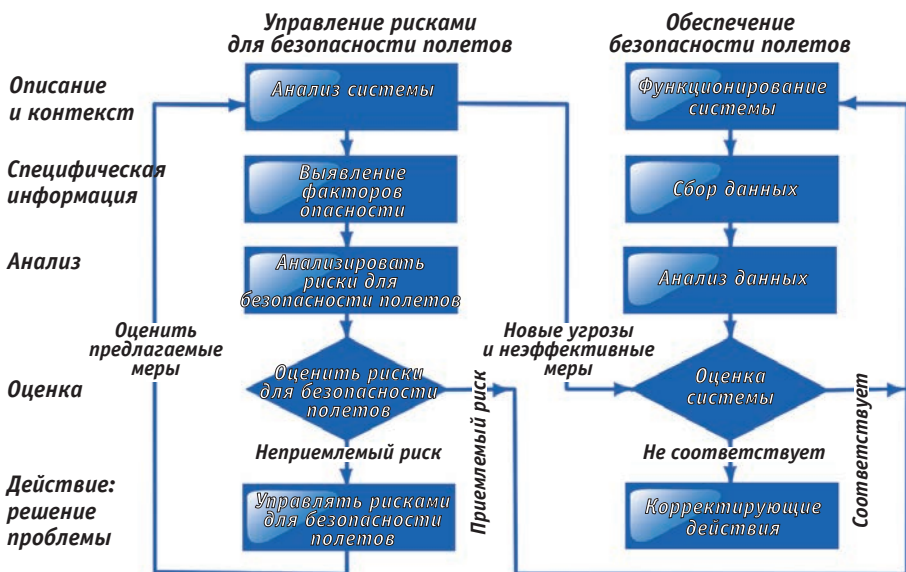 Управление рисками
для безопасности полетов
Обеспечение
безопасности полетов
Описание
и контекст
Анализ системы
Функционирование
системы
Специфическая
информация
Выявление
факторов
опасности
Сбор данных
Анализ
Анализировать
риски для
безопасности полетов
Анализ данных
Оценить
предлагаемые
меры
Новые угрозы
и неэффективные
меры
Оценка
Оценить риски
для безопасности
полетов
Приемлемый риск
Оценка
системы
Соответствует
Неприемлемый риск
Не соответствует
Действие:
решение
проблемы
Управлять рисками
для безопасности
полетов
Корректирующие
действия